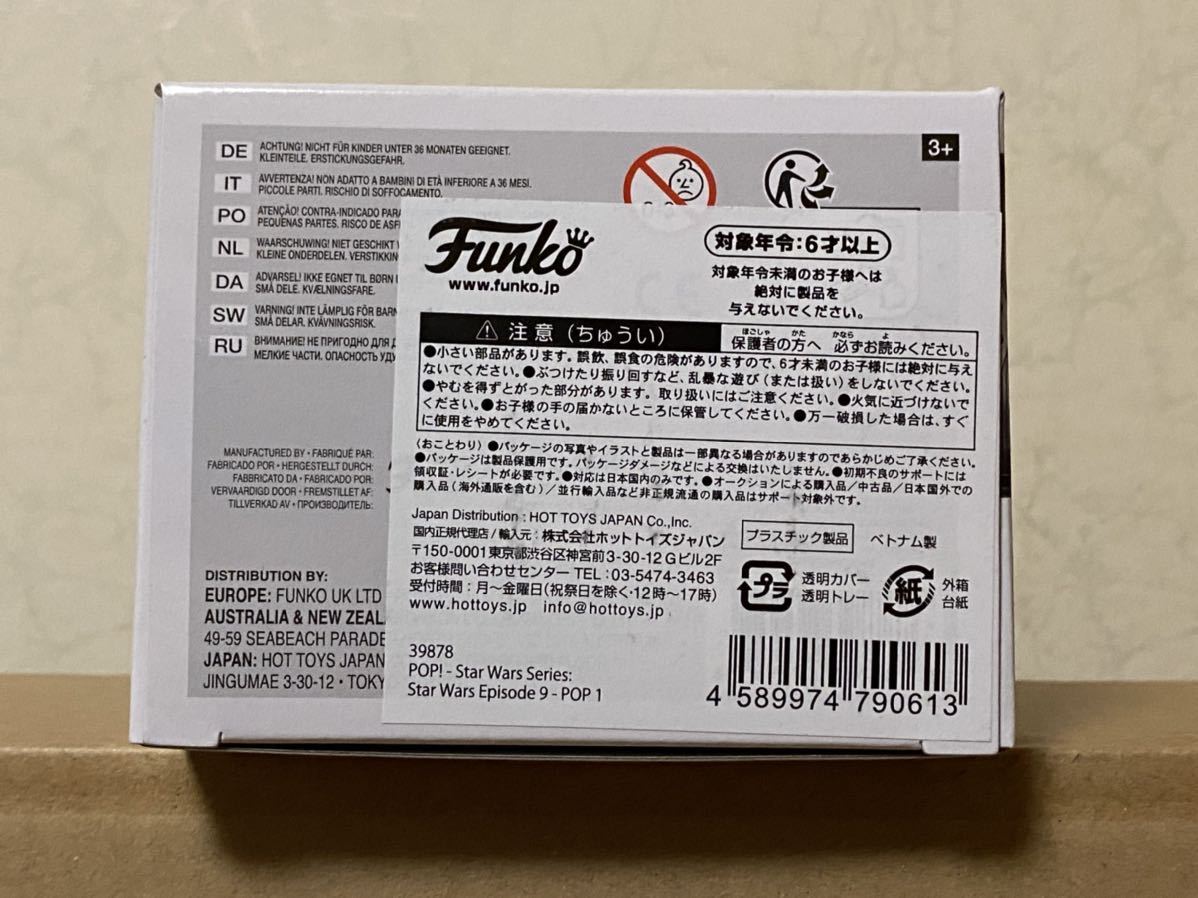 DE ACHTUNG! NICHT FÜR KINDER UNTER 36 MONATEN GEEIGNET.
KLEINTEILE. ERSTICKUNGSGEFAHR.
IT AVVERTENZA! NON ADATTO A BAMBINI DI ETÀ INFERIORE A 36 MESI.
PICCOLE PARTI. RISCHIO DI SOFFOCAMENTO.
PO ATENÇÃO! CONTRA-INDICADO
PEQUENAS PARTES. RISCO DE
NL WAARSCHUWING! NIET GESCHIKT
KLEINE ONDERDELEN.
DA ADVARSEL! IKKE EGNET TIL BØRN
SMÅ DELE. KVÆLNINGSFARE.
SW VARNING! INTE LÄMPLIG FÖR
SMÅ DELAR. KVÄVNINGSRISK.
RU ВНИМАНИЕ! НЕ ПРИГОДНО ДЛЯ
МЕЛКИЕ ЧАСТИ. ОПАСНОСТЬ
3+
MANUFACTURED BY • FABRIQUÉ PAR:
FABRICADO POR • HERGESTELLT DURCH:
FABBRICATO DA • FABRICADO POR:
VERVAARDIGD DOOR • FREMSTILLET AF:
TILLVERKAD AV • ПРОИЗВОДИТЕЛЬ:
DISTRIBUTION BY:
EUROPE: FUNKO UK LTD
AUSTRALIA & NEW
49-59 SEABEACH PARADE
JAPAN: HOT TOYS JAPAN
JINGUMAE 3-30-12 •
Funko
www.funko.jp
対象年令:6才以上
対象年令未満のお子様へは
絶対に製品を
与えないでください。
⚠ 注意（ちゅうい）
ほごしゃ かた かなら よ
保護者の方へ 必ずお読みください。
●小さい部品があります。誤飲、誤食の危険がありますので、6才未満のお子様には絶対に与え
ないでください。●ぶつけたり振り回すなど、乱暴な遊び（または扱い）をしないでください。
●やむを得ずとがった部分があります。取り扱いにはご注意ください。●火気に近づけないで
ください。●お子様の手の届かないところに保管してください。●万一破損した場合は、すぐ
に使用をやめてください。
（おことわり）●パッケージの写真やイラストと製品は一部異なる場合がありますのであらかじめご了承ください。
●パッケージは製品保護用です。パッケージダメージなどによる交換はいたしません。●初期不良のサポートには
領収証・レシートが必要です。●対応は日本国内のみです。●オークションによる購入品／中古品／日本国外での
購入品（海外通販を含む）／並行輸入品など非正規流通の購入品はサポート対象外です。
Japan Distribution : HOT TOYS JAPAN Co.,Inc.
国内正規代理店/輸入元：株式会社ホットトイズジャパン
〒150-0001東京都渋谷区神宮前3-30-12Gビル2F
お客様問い合わせセンター TEL：03-5474-3463
受付時間：月～金曜日(祝祭日を除く・12時～17時)
www.hottoys.jp info@hottoys.jp
プラスチック製品 ベトナム製
プラ 透明カバー
透明トレー
紙 外箱
台紙
39878
POP! - Star Wars Series:
Star Wars Episode 9 - POP 1
4 589974 790613